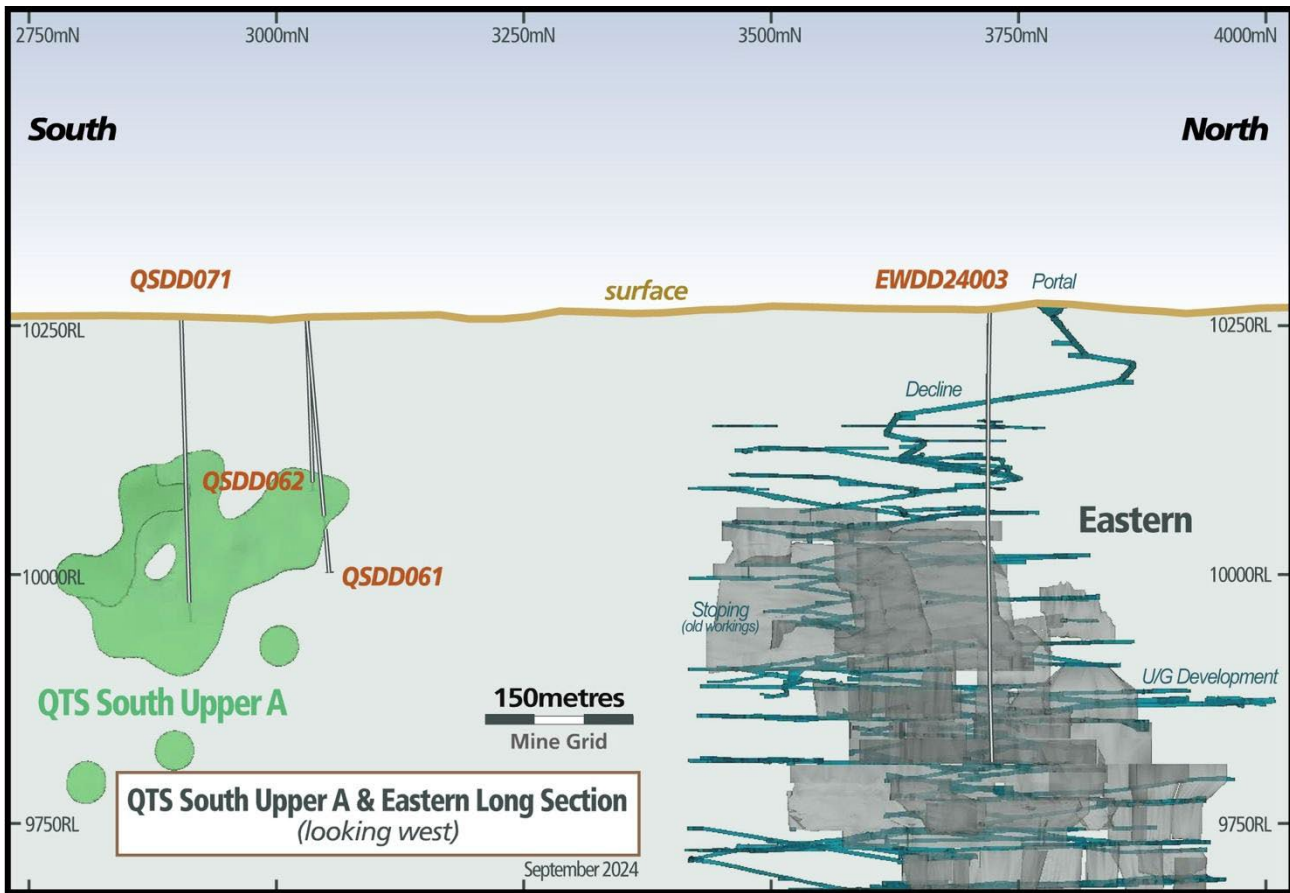 2750mN
3000mN
3250mN
3500mN
3750mN
4000mN
South
North
QSDD071
surface
EWDD24003
Portal
10250RL
10250RL
Decline
QSDD062
Eastern
10000RL
QSDD061
10000RL
Stoping
(old workings)
U/G Development
QTS South Upper A
150metres
Mine Grid
QTS South Upper A & Eastern Long Section
(looking west)
9750RL
9750RL
September 2024